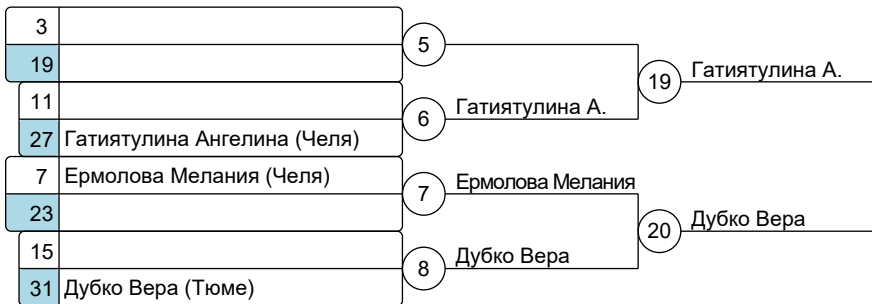 3
19
5
11
27 Гатиятулина Ангелина (Челя)
6
Гатиятулина А.
19
Гатиятулина А.
7 Ермолова Мелания (Челя)
23
7
Ермолова Мелания
15
31 Дубко Вера (Тюме)
8
Дубко Вера
20
Дубко Вера